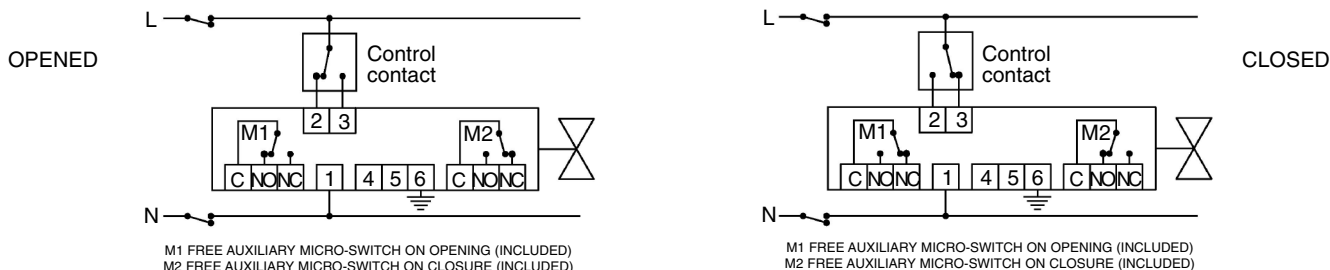 L
L
OPENED
Control
contact
Control
contact
CLOSED
2 3
2 3
M1
M2
M1
M2
C NO NC 1 4 5 6 C NO NC
C NO NC 1 4 5 6 C NO NC
N
N
M1 FREE AUXILIARY MICRO-SWITCH ON OPENING (INCLUDED)
M2 FREE AUXILIARY MICRO-SWITCH ON CLOSURE (INCLUDED)
M1 FREE AUXILIARY MICRO-SWITCH ON OPENING (INCLUDED)
M2 FREE AUXILIARY MICRO-SWITCH ON CLOSURE (INCLUDED)